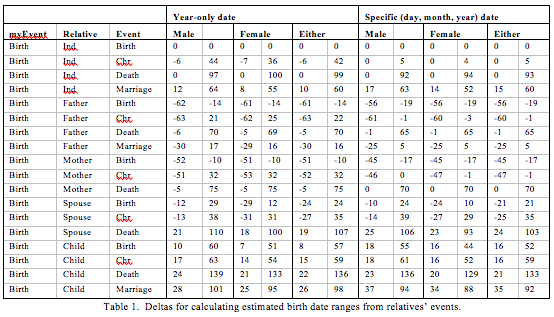 Year-only date Specific (day, month, year) date
myEvent Relative Event Male Female Either Male Female Either
Birth Ind. Birth 0 0 0 0 0 0 0 0 0 0 0 0
Birth Ind. Chr. -6 44 -7 36 -6 42 0 5 0 4 0 5
Birth Ind. Death 0 97 0 100 0 99 0 92 0 94 0 93
Birth Ind. Marriage 12 64 8 55 10 60 17 63 14 52 15 60
Birth Father Birth -62 -14 -61 -14 -61 -14 -56 -19 -56 -19 -56 -19
Birth Father Chr. -63 21 -62 25 -63 22 -61 -1 -60 -3 -60 -1
Birth Father Death -6 70 -5 69 -5 70 -1 65 -1 65 -1 65
Birth Father Marriage -30 17 -29 16 -30 16 -25 5 -25 5 -25 5
Birth Mother Birth -52 -10 -51 -10 -51 -10 -45 -17 -45 -17 -45 -17
Birth Mother Chr. -51 32 -53 32 -52 32 -46 0 -47 -1 -47 -1
Birth Mother Death -5 75 -5 75 -5 75 0 70 0 70 0 70
Birth Spouse Birth -12 29 -29 12 -24 24 -10 24 -24 10 -21 21
Birth Spouse Chr. -13 38 -31 31 -27 35 -14 39 -27 29 -25 35
Birth Spouse Death 21 110 18 100 19 107 25 106 23 93 24 103
Birth Child Birth 10 60 7 51 8 57 18 55 16 44 16 52
Birth Child Chr. 17 63 14 54 15 59 18 61 16 52 16 59
Birth Child Death 24 139 21 133 22 136 23 136 20 129 21 133
Birth Child Marriage 28 101 25 95 26 98 37 94 34 88 35 92
Table 1. Deltas for calculating estimated birth date ranges from relatives' events.